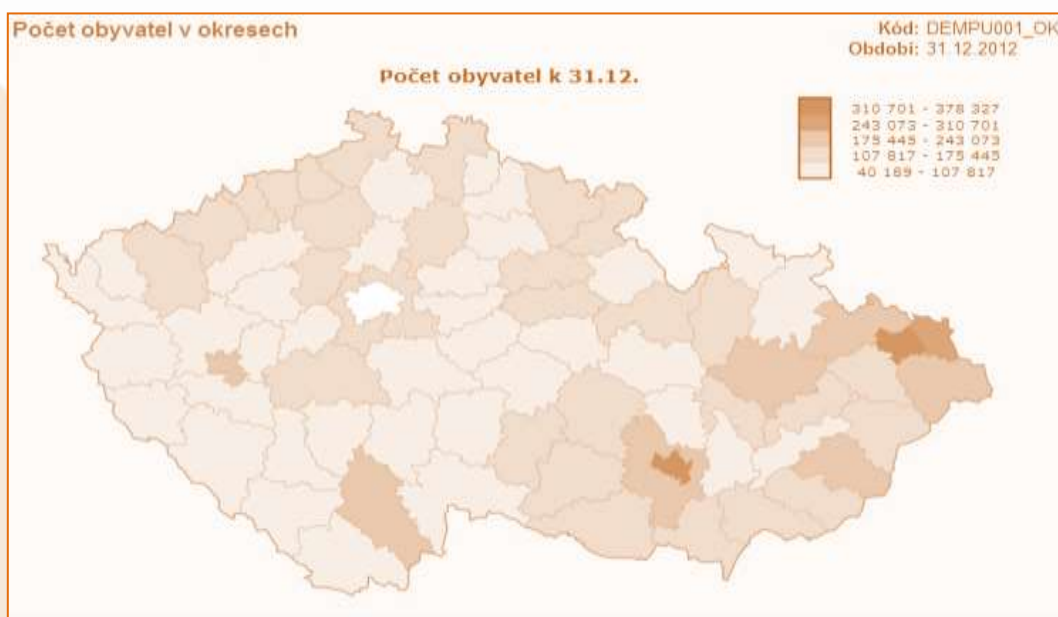 Počet obyvatel v okresech
Kód: DEMPU001_OK
Období: 31.12.2012
Počet obyvatel k 31.12.
310 701 - 378 327
243 073 - 310 701
175 445 - 243 073
107 817 - 175 445
40 169 - 107 817